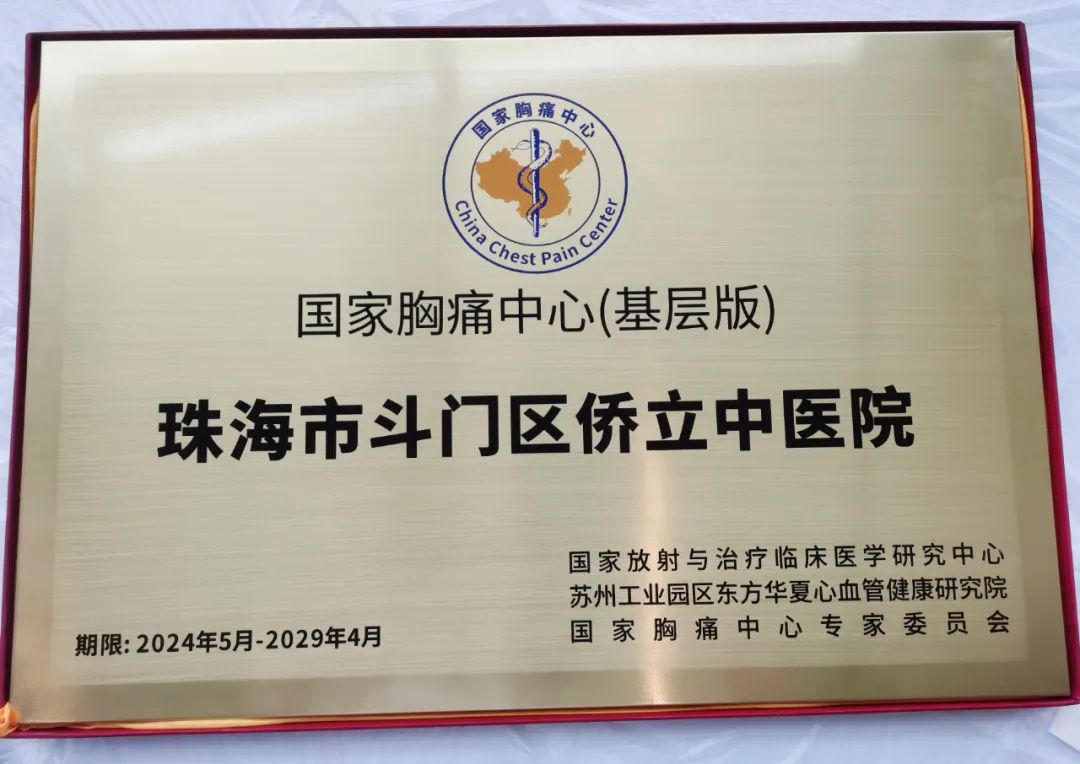 国家胸痛中心
China Chest Pain Center
国家胸痛中心(基层版)
珠海市斗门区侨立中医院
国家放射与治疗临床医学研究中心
苏州工业园区东方华夏心血管健康研究院
国家胸痛中心专家委员会
期限: 2024年5月-2029年4月